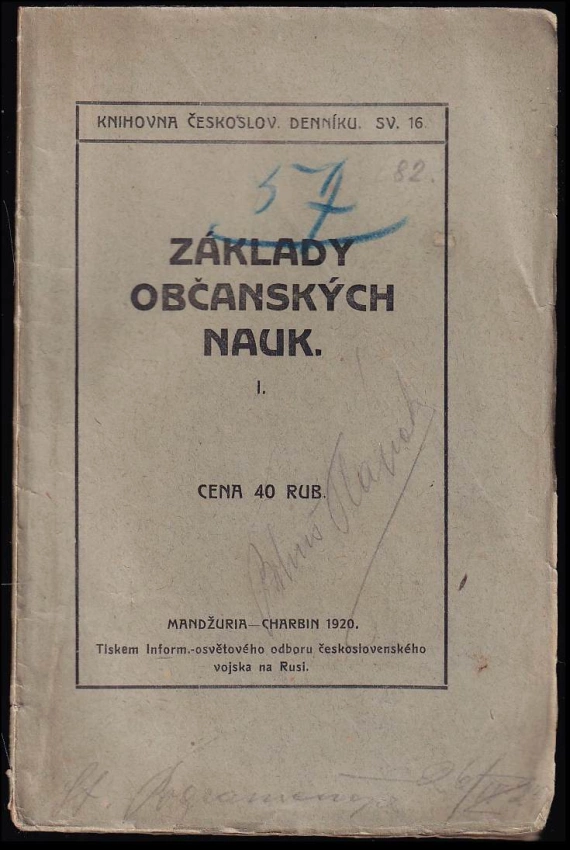 KNIHOVNA ČESKOSLOV. DENNÍKU. SV. 16
57
82.
ZÁKLADY
OBČANSKÝCH
NAUK.
I.
CENA 40 RUB.
MANDŽURIA—CHARBIN 1920.
Tiskem Inform.-osvětového odboru československého
vojska na Rusi.